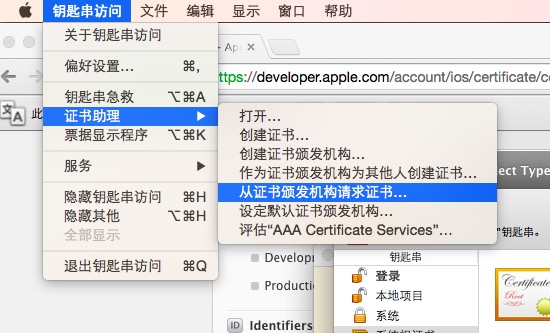 钥匙串访问 文件 编辑 显示 窗口 帮助
关于钥匙串访问
偏好设置… ⌘,
钥匙串急救 ⌥⌘A
证书助理 ▶
票据显示程序 ⌥⌘K
服务 ▶
隐藏钥匙串访问 ⌘H
隐藏其他 ⌥⌘H
全部显示
退出钥匙串访问 ⌘Q
打开…
创建证书…
创建证书颁发机构…
作为证书颁发机构为其他人创建证书…
从证书颁发机构请求证书…
设定默认证书颁发机构…
评估“AAA Certificate Services”…
- App
https://developer.apple.com/account/ios/certificate/ce
文A
此
ect Type
Develop
Production
ID Identifiers
钥匙串。
钥匙串
登录
本地项目
系统
系统根证书
Certificate
Root